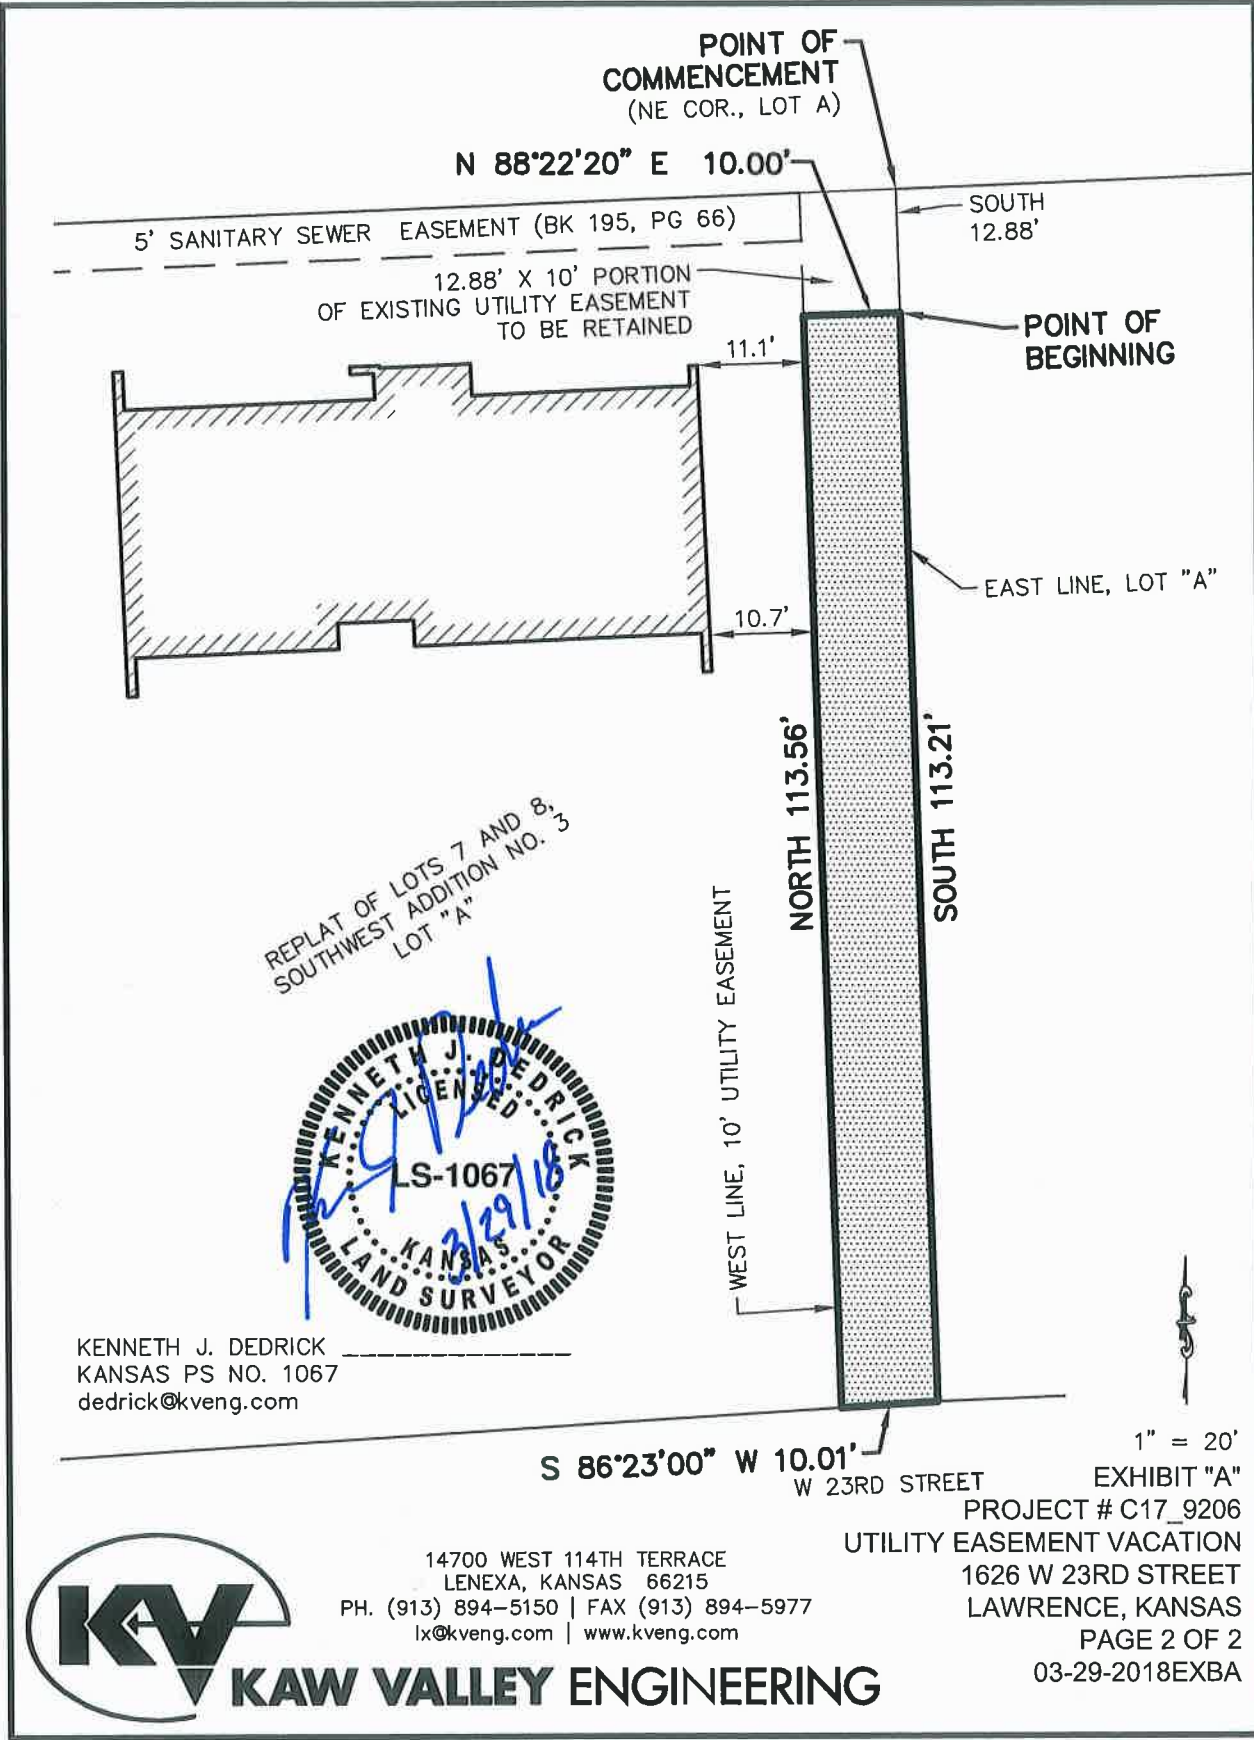 POINT OF
COMMENCEMENT
(NE COR., LOT A)
N 88°22'20" E 10.00'
SOUTH
12.88'
5' SANITARY SEWER EASEMENT (BK 195, PG 66)
12.88' X 10' PORTION
OF EXISTING UTILITY EASEMENT
TO BE RETAINED
POINT OF
BEGINNING
11.1'
EAST LINE, LOT "A"
10.7'
NORTH 113.56'
SOUTH 113.21'
REPLAT OF LOTS 7 AND 8,
SOUTHWEST ADDITION NO. 3
LOT "A"
WEST LINE, 10' UTILITY EASEMENT
KENNETH J. DEDRICK
LICENSED
LS-1067
3/29/18
KANSAS
LAND SURVEYOR
KENNETH J. DEDRICK
KANSAS PS NO. 1067
dedrick@kveng.com
S 86°23'00" W 10.01'
W 23RD STREET
1" = 20'
EXHIBIT "A"
PROJECT # C17_9206
UTILITY EASEMENT VACATION
1626 W 23RD STREET
LAWRENCE, KANSAS
PAGE 2 OF 2
03-29-2018EXBA
14700 WEST 114TH TERRACE
LENEXA, KANSAS 66215
PH. (913) 894-5150 | FAX (913) 894-5977
lx@kveng.com | www.kveng.com
KV
KAW VALLEY ENGINEERING